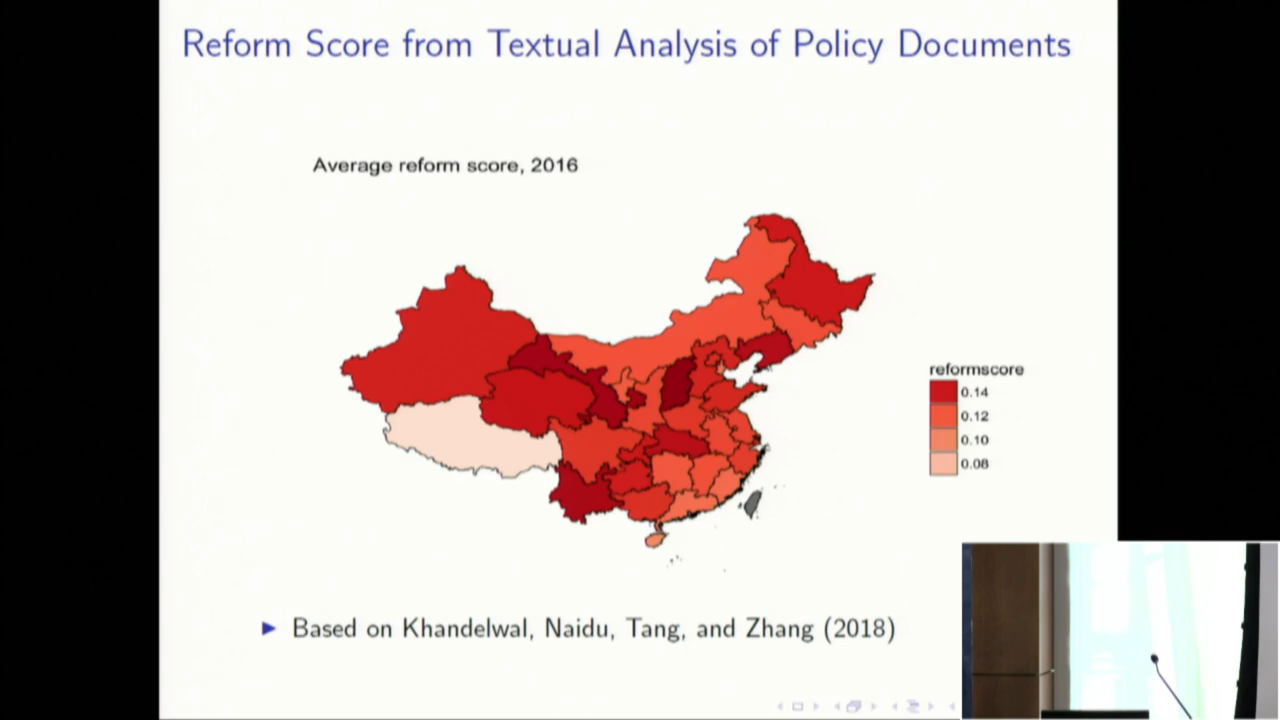 Reform Score from Textual Analysis of Policy Documents
Average reform score, 2016
reformscore
0.14
0.12
0.10
0.08
Based on Khandelwal, Naidu, Tang, and Zhang (2018)